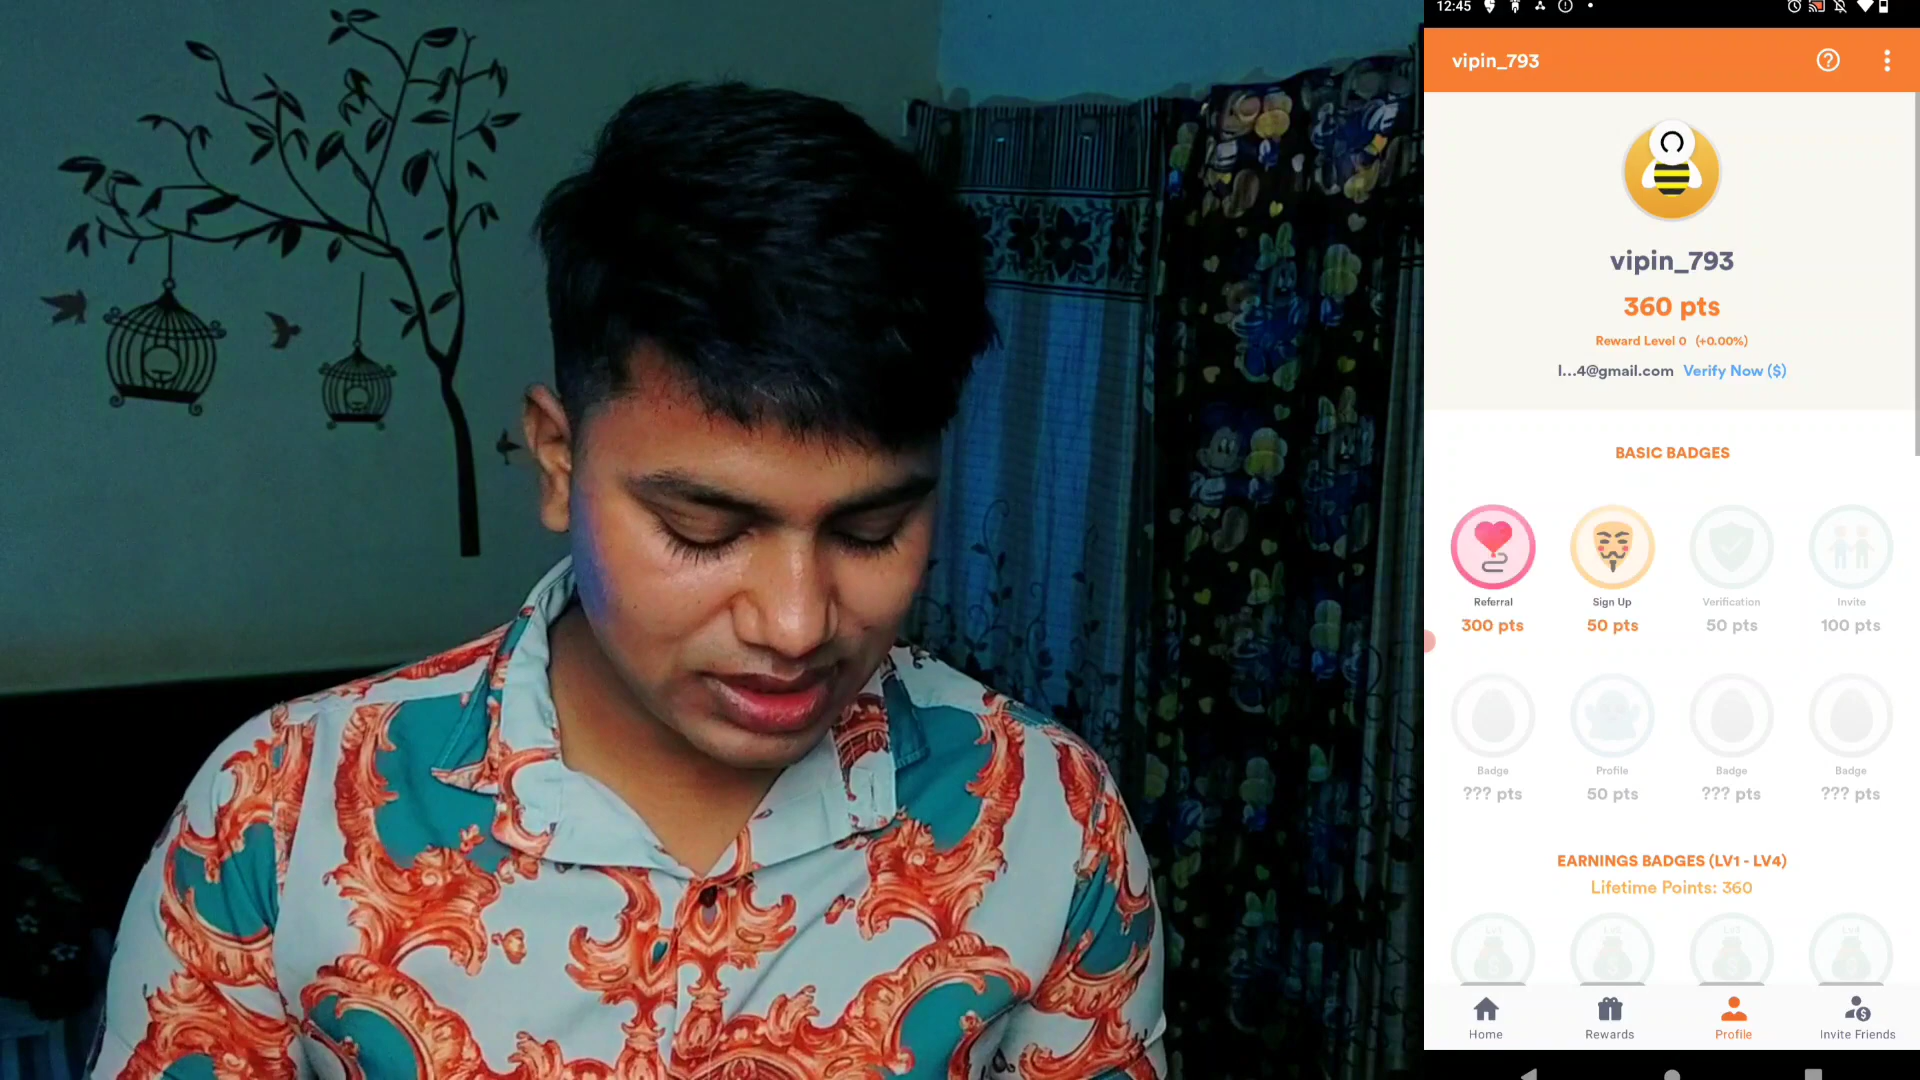 12:45
vipin_793
vipin_793
360 pts
Reward Level 0 (+0.00%)
l...4@gmail.com Verify Now ($)
BASIC BADGES
Referral Sign Up Verification Invite
300 pts 50 pts 50 pts 100 pts
Badge Profile Badge Badge
??? pts 50 pts ??? pts ??? pts
EARNINGS BADGES (LV1 - LV4)
Lifetime Points: 360
Home Rewards Profile Invite Friends